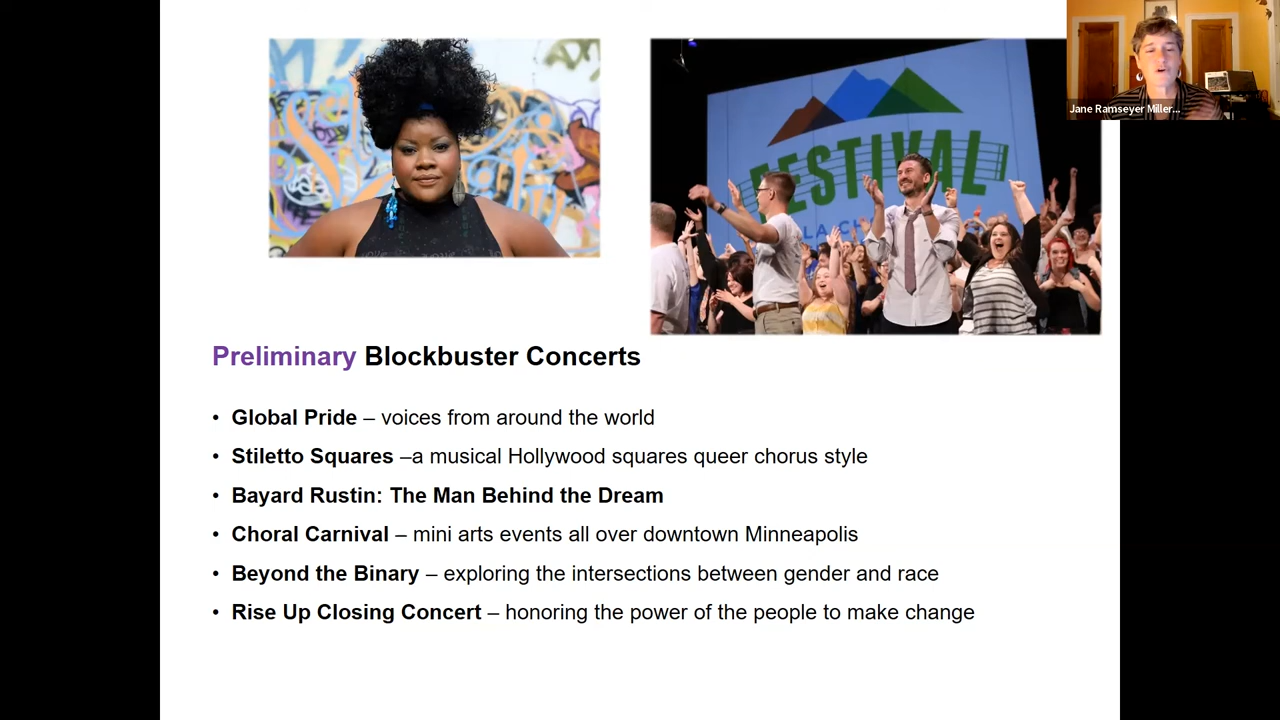 Jane Ramseyer Miller...
FESTIVAL
Preliminary Blockbuster Concerts
• Global Pride – voices from around the world
• Stiletto Squares –a musical Hollywood squares queer chorus style
• Bayard Rustin: The Man Behind the Dream
• Choral Carnival – mini arts events all over downtown Minneapolis
• Beyond the Binary – exploring the intersections between gender and race
• Rise Up Closing Concert – honoring the power of the people to make change